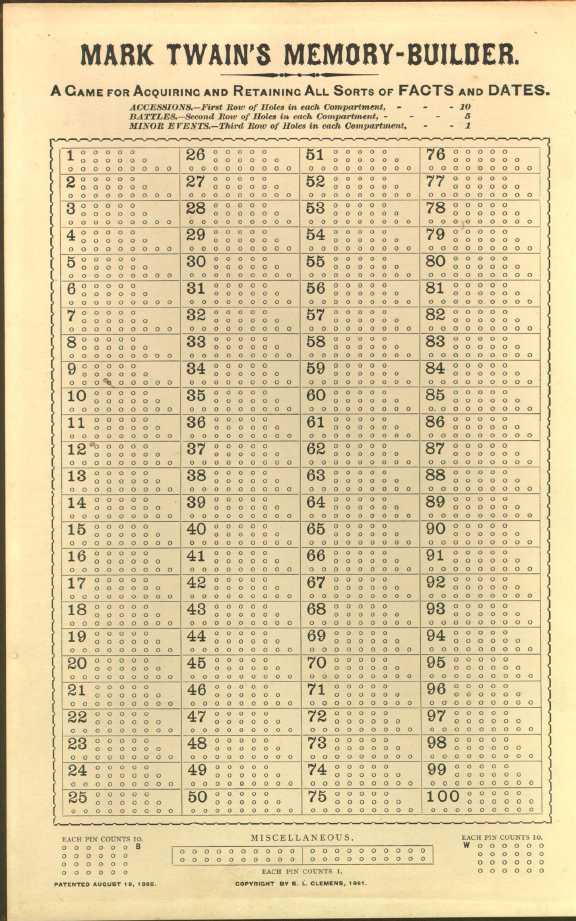 MARK TWAIN'S MEMORY-BUILDER.
A GAME FOR ACQUIRING AND RETAINING ALL SORTS OF FACTS AND DATES.
ACCESSIONS.—First Row of Holes in each Compartment, - - - 10
BATTLES.—Second Row of Holes in each Compartment, - - - 5
MINOR EVENTS.—Third Row of Holes in each Compartment, - - 1
1 26 51 76
2 27 52 77
3 28 53 78
4 29 54 79
5 30 55 80
6 31 56 81
7 32 57 82
8 33 58 83
9 34 59 84
10 35 60 85
11 36 61 86
12 37 62 87
13 38 63 88
14 39 64 89
15 40 65 90
16 41 66 91
17 42 67 92
18 43 68 93
19 44 69 94
20 45 70 95
21 46 71 96
22 47 72 97
23 48 73 98
24 49 74 99
25 50 75 100
EACH PIN COUNTS 10. MISCELLANEOUS. EACH PIN COUNTS 10.
B W
EACH PIN COUNTS 1.
PATENTED AUGUST 18, 1885. COPYRIGHT BY S. L. CLEMENS, 1891.